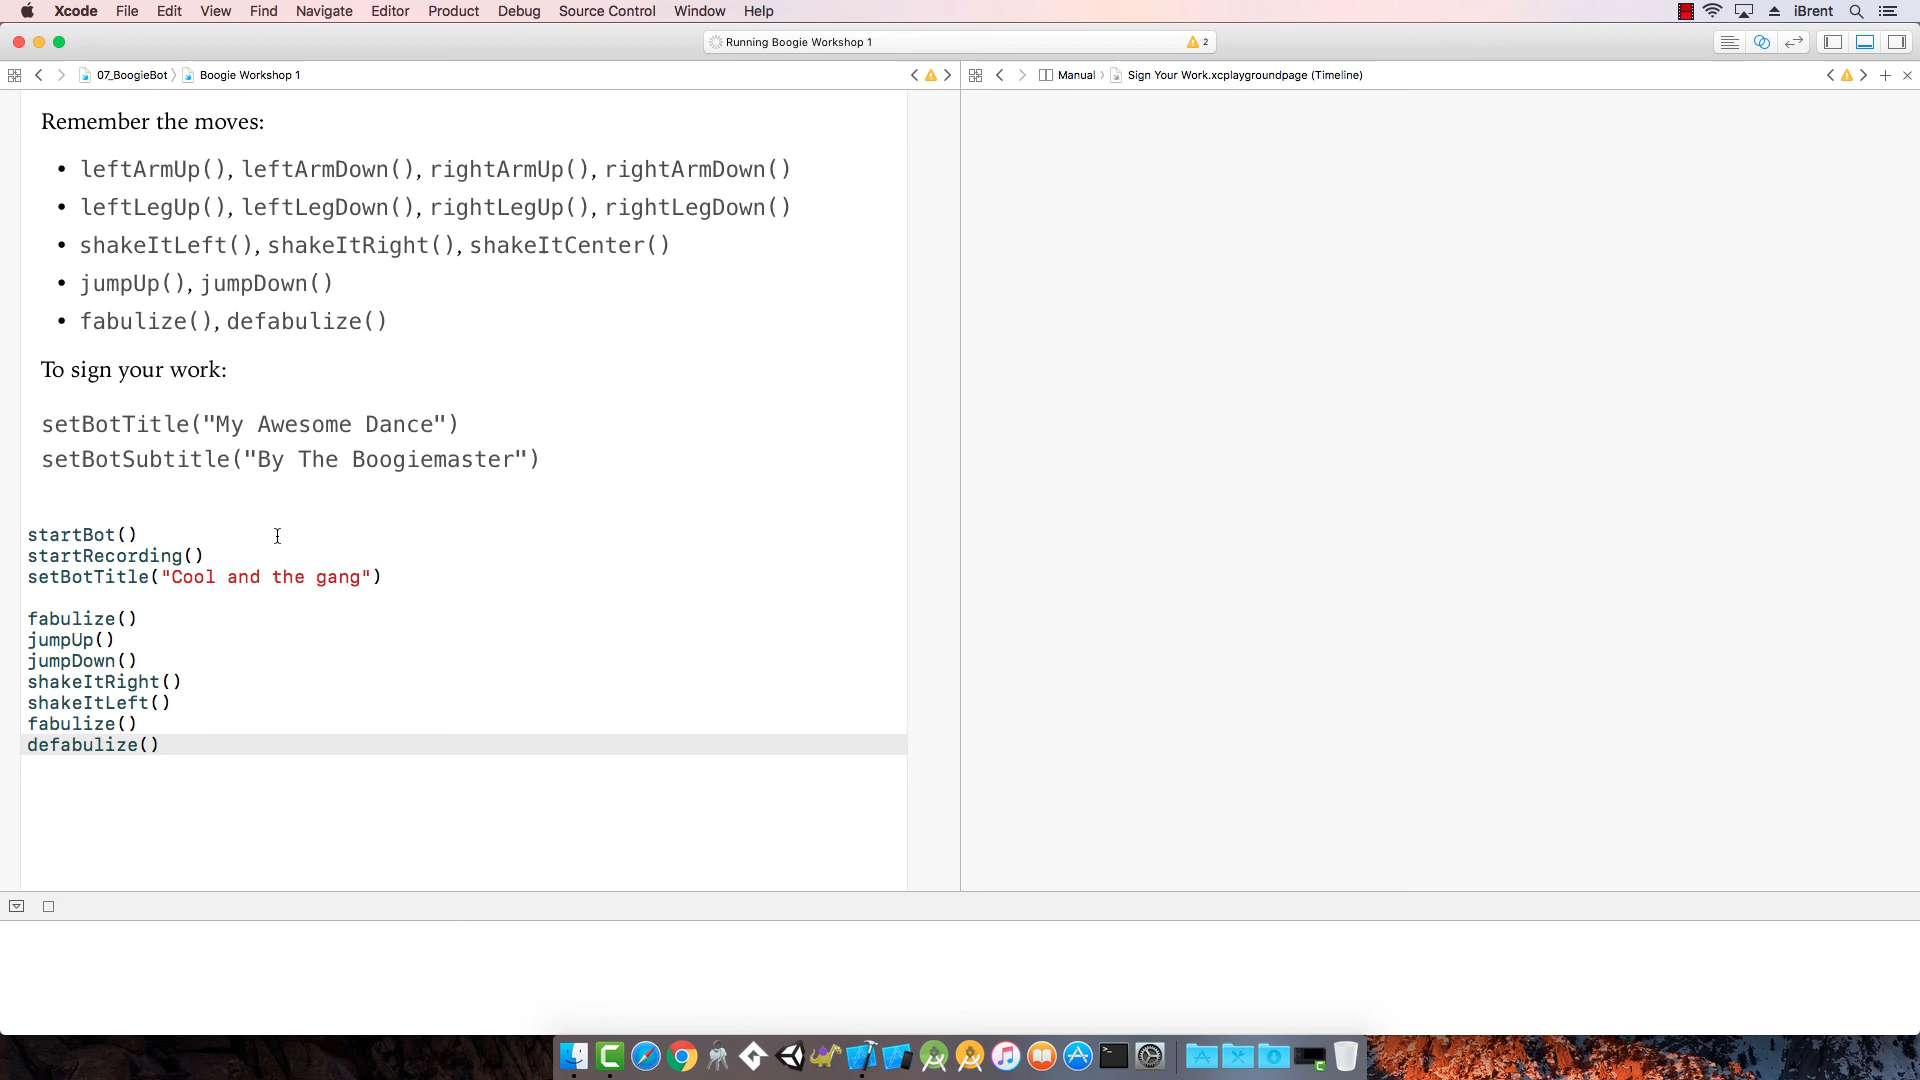 Xcode File Edit View Find Navigate Editor Product Debug Source Control Window Help iBrent
Running Boogie Workshop 1 2
07_BoogieBot Boogie Workshop 1 Manual Sign Your Work.xcplaygroundpage (Timeline)
Remember the moves:
• leftArmUp(), leftArmDown(), rightArmUp(), rightArmDown()
• leftLegUp(), leftLegDown(), rightLegUp(), rightLegDown()
• shakeItLeft(), shakeItRight(), shakeItCenter()
• jumpUp(), jumpDown()
• fabulize(), defabulize()
To sign your work:
setBotTitle("My Awesome Dance")
setBotSubtitle("By The Boogiemaster")
startBot()
startRecording()
setBotTitle("Cool and the gang")
fabulize()
jumpUp()
jumpDown()
shakeItRight()
shakeItLeft()
fabulize()
defabulize()